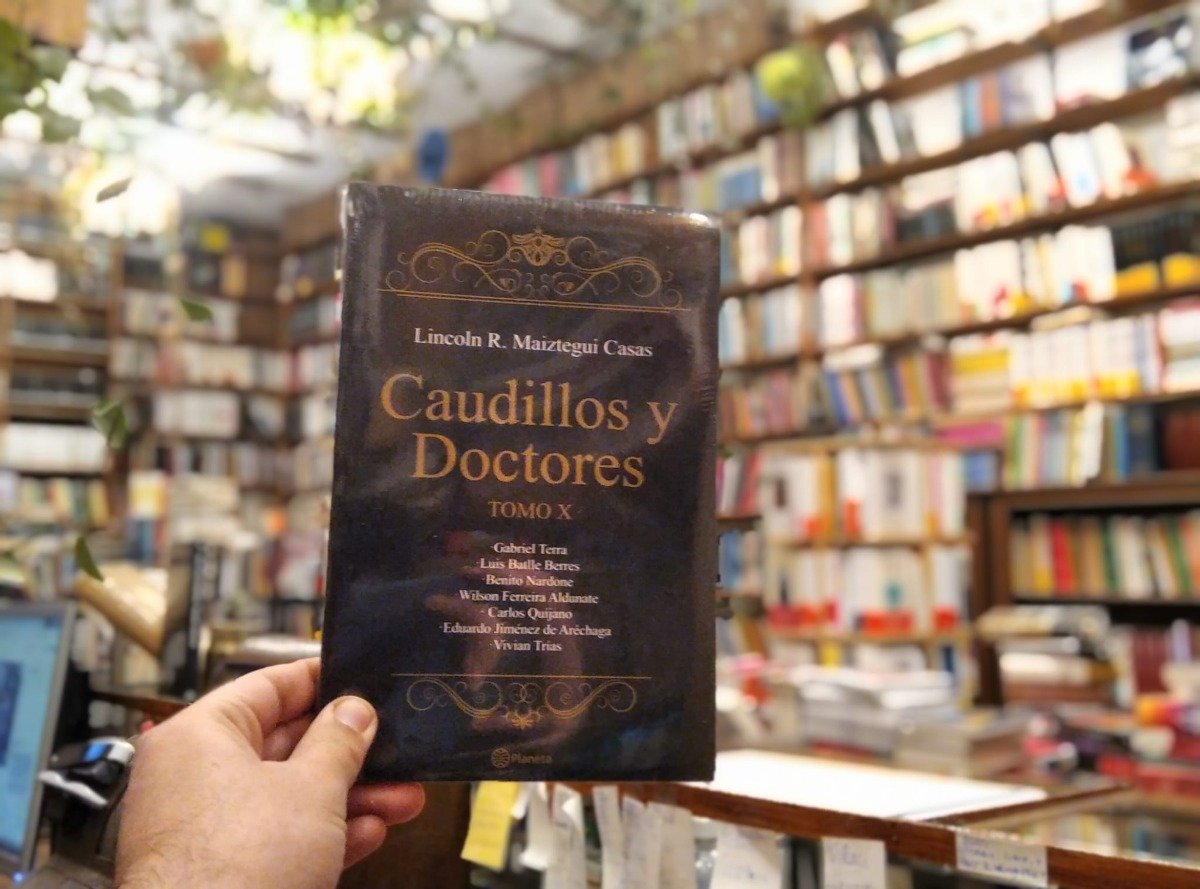 Lincoln R. Maiztegui Casas
Caudillos y
Doctores
TOMO X
·Gabriel Terra
·Luis Batlle Berres
·Benito Nardone
Wilson Ferreira Aldunate
·Carlos Quijano
·Eduardo Jiménez de Aréchaga
·Vivian Trías
Planeta